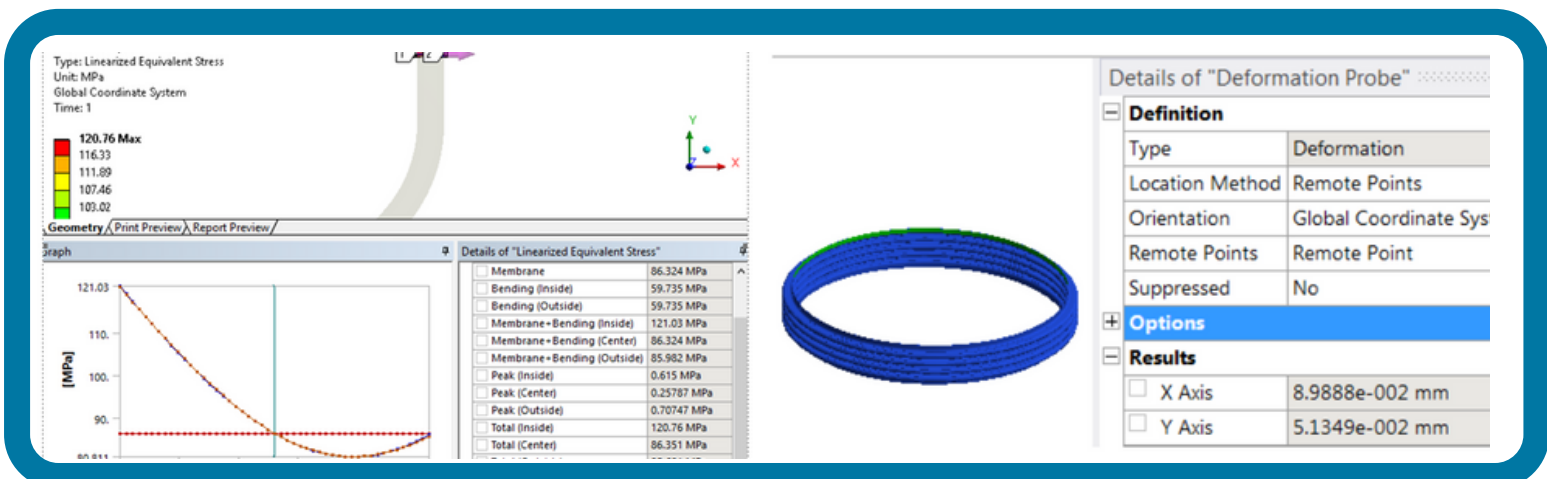 Type: Linearized Equivalent Stress
Unit: MPa
Global Coordinate System
Time: 1
120.76 Max
116.33
111.89
107.46
103.02
1 2
Y
X
Z
Geometry Print Preview Report Preview
Graph
121.03
110.
100.
90.
80.811
[MPa]
Details of "Linearized Equivalent Stress"
Membrane 86.324 MPa
Bending (Inside) 59.735 MPa
Bending (Outside) 59.735 MPa
Membrane+Bending (Inside) 121.03 MPa
Membrane+Bending (Center) 86.324 MPa
Membrane+Bending (Outside) 85.982 MPa
Peak (Inside) 0.615 MPa
Peak (Center) 0.25787 MPa
Peak (Outside) 0.70747 MPa
Total (Inside) 120.76 MPa
Total (Center) 86.351 MPa
Details of "Deformation Probe"
Definition
Type Deformation
Location Method Remote Points
Orientation Global Coordinate Sys
Remote Points Remote Point
Suppressed No
Options
Results
X Axis 8.9888e-002 mm
Y Axis 5.1349e-002 mm